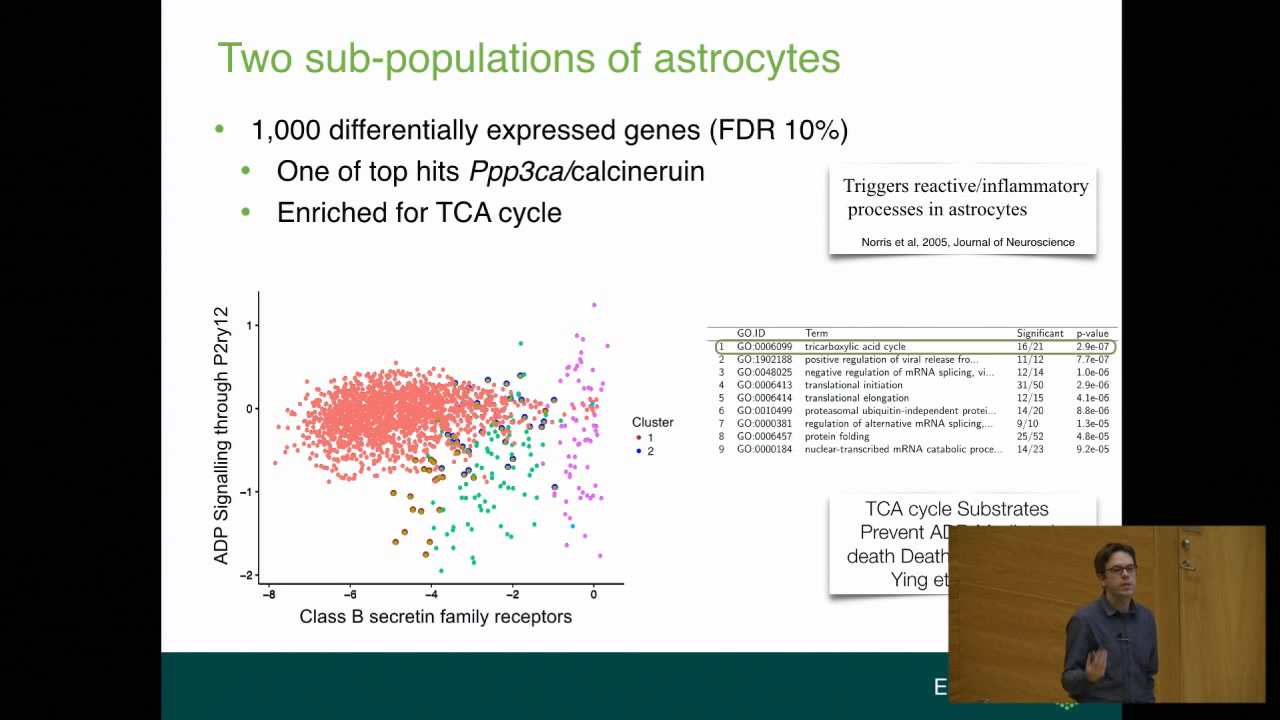 Two sub-populations of astrocytes
• 1,000 differentially expressed genes (FDR 10%)
• One of top hits Ppp3ca/calcineruin
• Enriched for TCA cycle
Triggers reactive/inflammatory
processes in astrocytes
Norris et al, 2005, Journal of Neuroscience
ADP Signalling through P2ry12
1
0
−1
−2
−8 −6 −4 −2 0
Class B secretin family receptors
Cluster
1
2
GO.ID Term Significant p-value
1 GO:0006099 tricarboxylic acid cycle 16/21 2.9e-07
2 GO:1902188 positive regulation of viral release fro... 11/12 7.7e-07
3 GO:0048025 negative regulation of mRNA splicing, vi... 12/14 1.0e-06
4 GO:0006413 translational initiation 31/50 2.9e-06
5 GO:0006414 translational elongation 12/15 4.1e-06
6 GO:0010499 proteasomal ubiquitin-independent protei... 14/20 8.8e-06
7 GO:0000381 regulation of alternative mRNA splicing,... 9/10 1.3e-05
8 GO:0006457 protein folding 25/52 4.8e-05
9 GO:0000184 nuclear-transcribed mRNA catabolic proce... 14/23 9.2e-05
TCA cycle Substrates
Prevent
death Death
Ying et
E